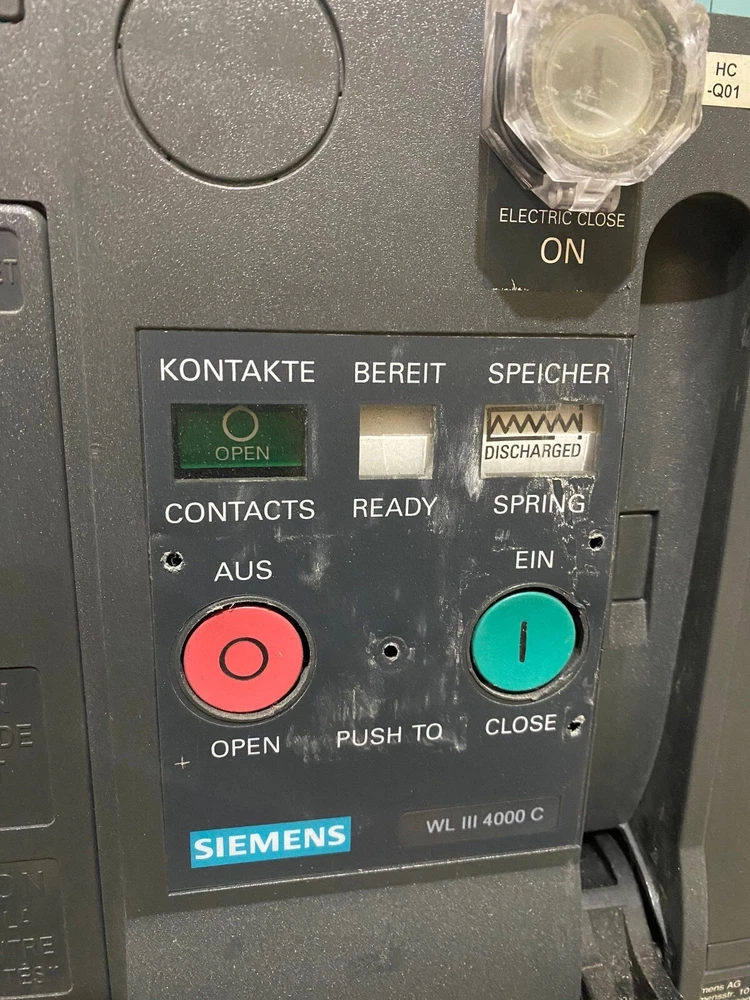 HC
-Q01
ELECTRIC CLOSE
ON
KONTAKTE BEREIT SPEICHER
O
OPEN
DISCHARGED
CONTACTS READY SPRING
AUS EIN
O I
OPEN PUSH TO CLOSE
SIEMENS
WL III 4000 C